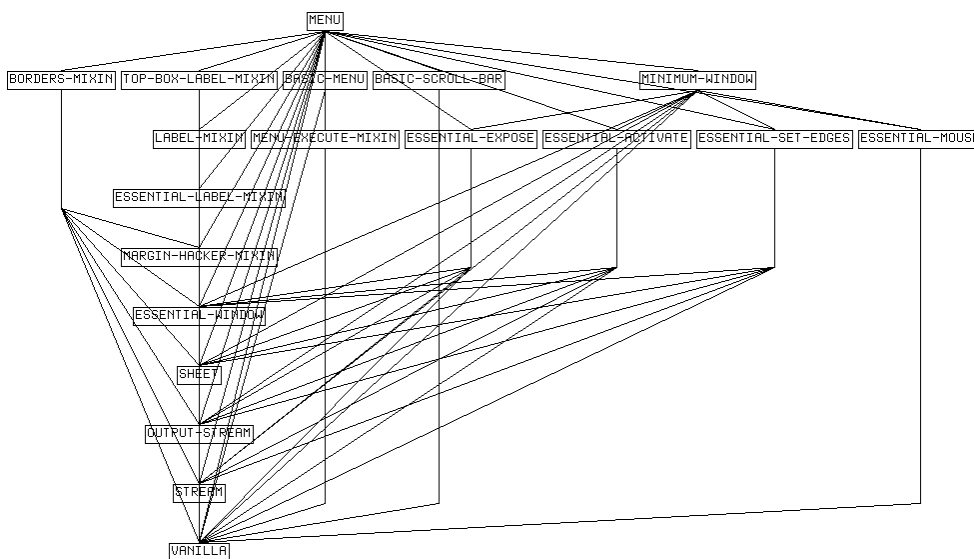 MENU
BORDERS-MIXIN TOP-BOX-LABEL-MIXIN BASIC-MENU BASIC-SCROLL-BAR MINIMUM-WINDOW
LABEL-MIXIN MENU-EXECUTE-MIXIN ESSENTIAL-EXPOSE ESSENTIAL-ACTIVATE ESSENTIAL-SET-EDGES ESSENTIAL-MOUSE
ESSENTIAL-LABEL-MIXIN
MARGIN-HACKER-MIXIN
ESSENTIAL-WINDOW
SHEET
OUTPUT-STREAM
STREAM
VANILLA